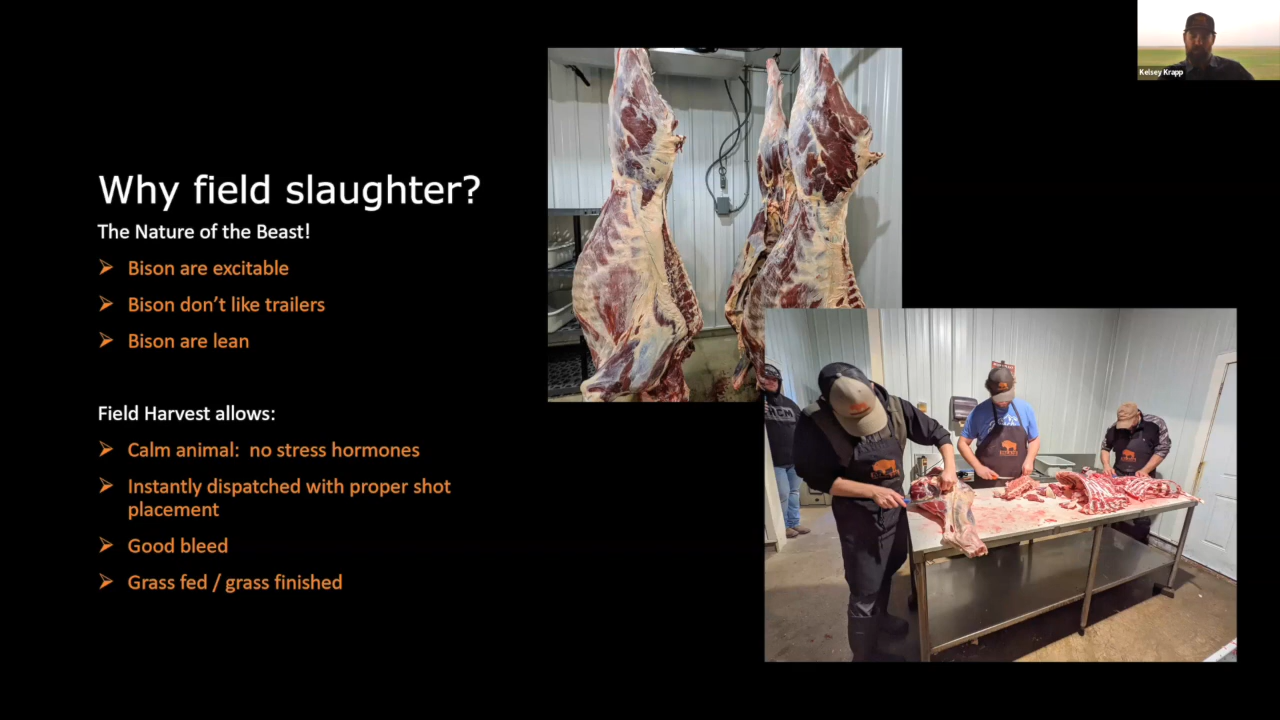 Kelsey Krapp
Why field slaughter?
The Nature of the Beast!
Bison are excitable
Bison don't like trailers
Bison are lean
Field Harvest allows:
Calm animal:  no stress hormones
Instantly dispatched with proper shot
placement
Good bleed
Grass fed / grass finished